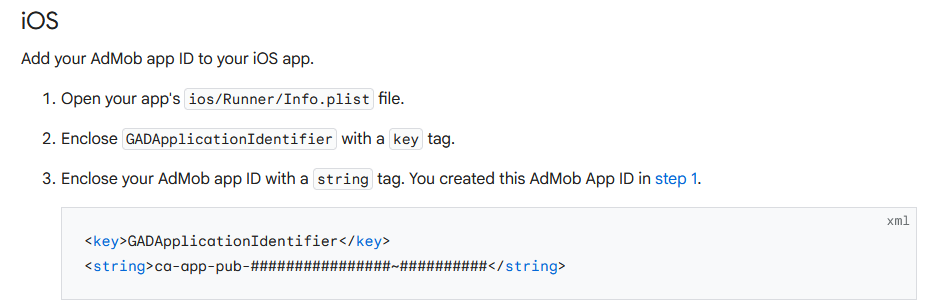 iOS
Add your AdMob app ID to your iOS app.
1. Open your app's ios/Runner/Info.plist file.
2. Enclose GADApplicationIdentifier with a key tag.
3. Enclose your AdMob app ID with a string tag. You created this AdMob App ID in step 1.
xml
<key>GADApplicationIdentifier</key>
<string>ca-app-pub-################~##########</string>